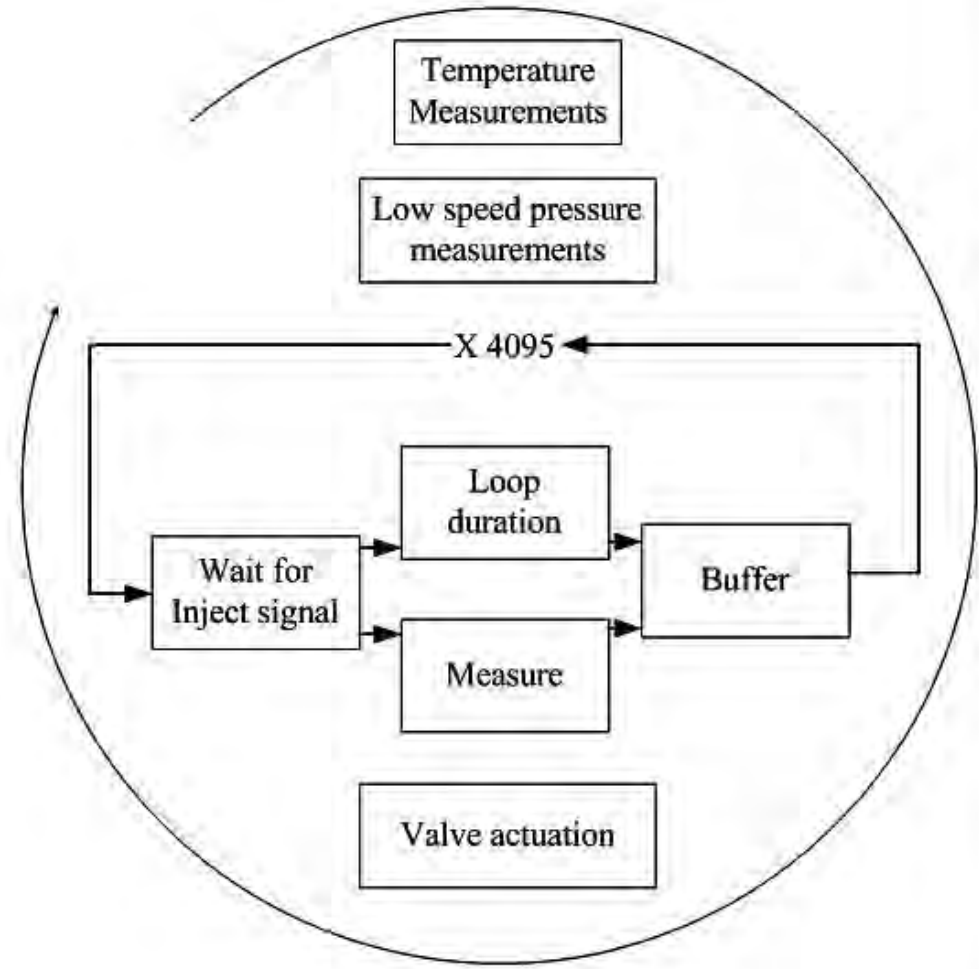 Temperature
Measurements
Low speed pressure
measurements
X 4095
Loop
duration
Wait for
Inject signal
Buffer
Measure
Valve actuation